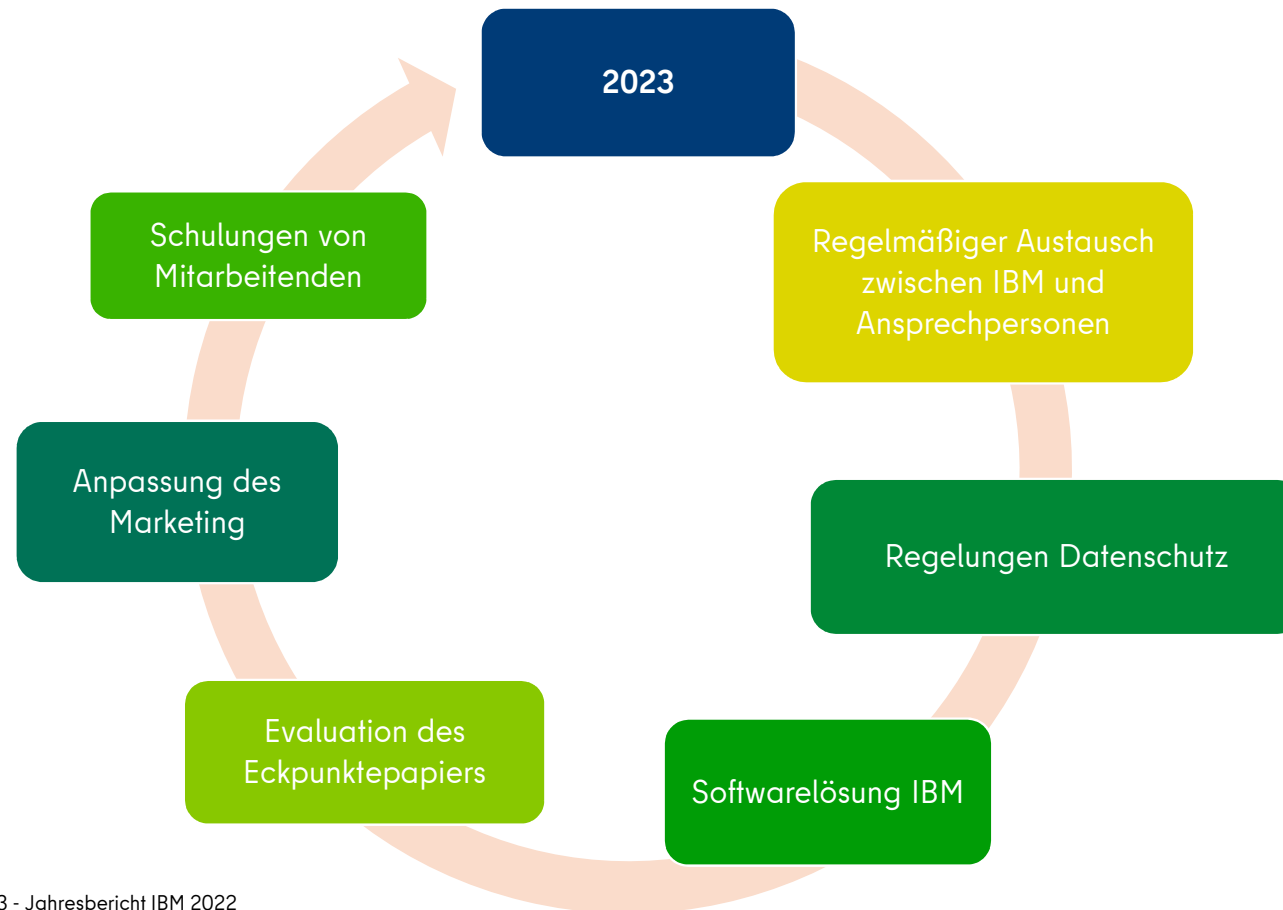 2023
Regelmäßiger Austausch
zwischen IBM und
Ansprechpersonen
Regelungen Datenschutz
Softwarelösung IBM
Evaluation des
Eckpunktepapiers
Anpassung des
Marketing
Schulungen von
Mitarbeitenden
3 - Jahresbericht IBM 2022